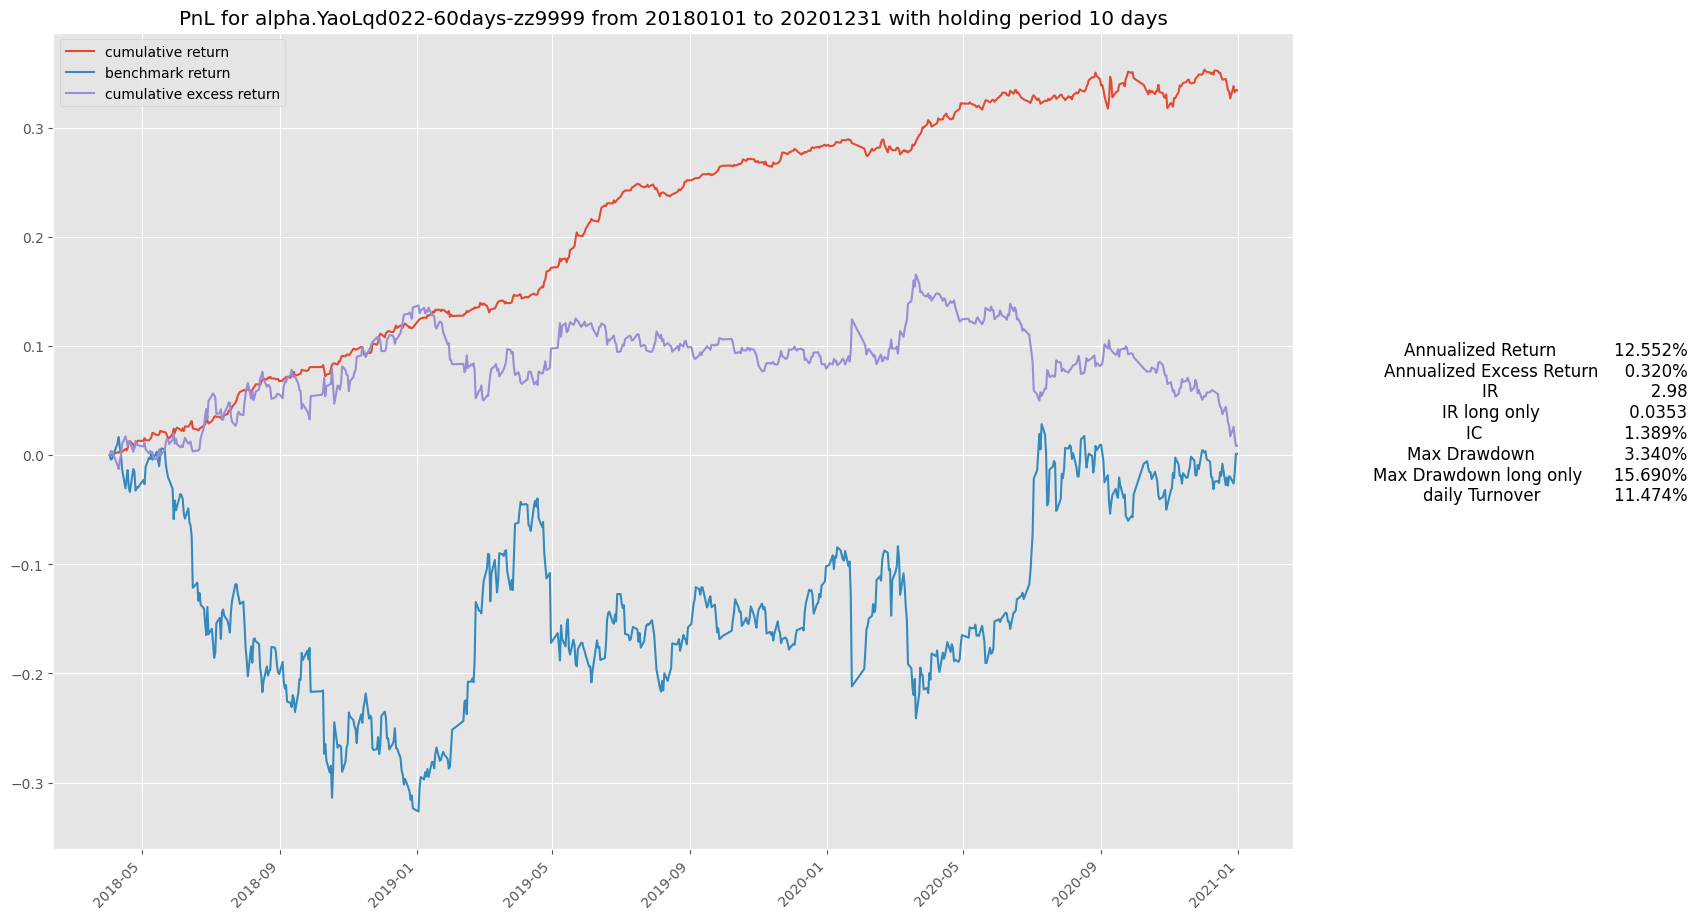 PnL for alpha.YaoLqd022-60days-zz9999 from 20180101 to 20201231 with holding period 10 days
cumulative return
benchmark return
cumulative excess return
0.3
0.2
0.1
0.0
−0.1
−0.2
−0.3
2018-05
2018-09
2019-01
2019-05
2019-09
2020-01
2020-05
2020-09
2021-01
Annualized Return 12.552%
Annualized Excess Return 0.320%
IR 2.98
IR long only 0.0353
IC 1.389%
Max Drawdown 3.340%
Max Drawdown long only 15.690%
daily Turnover 11.474%